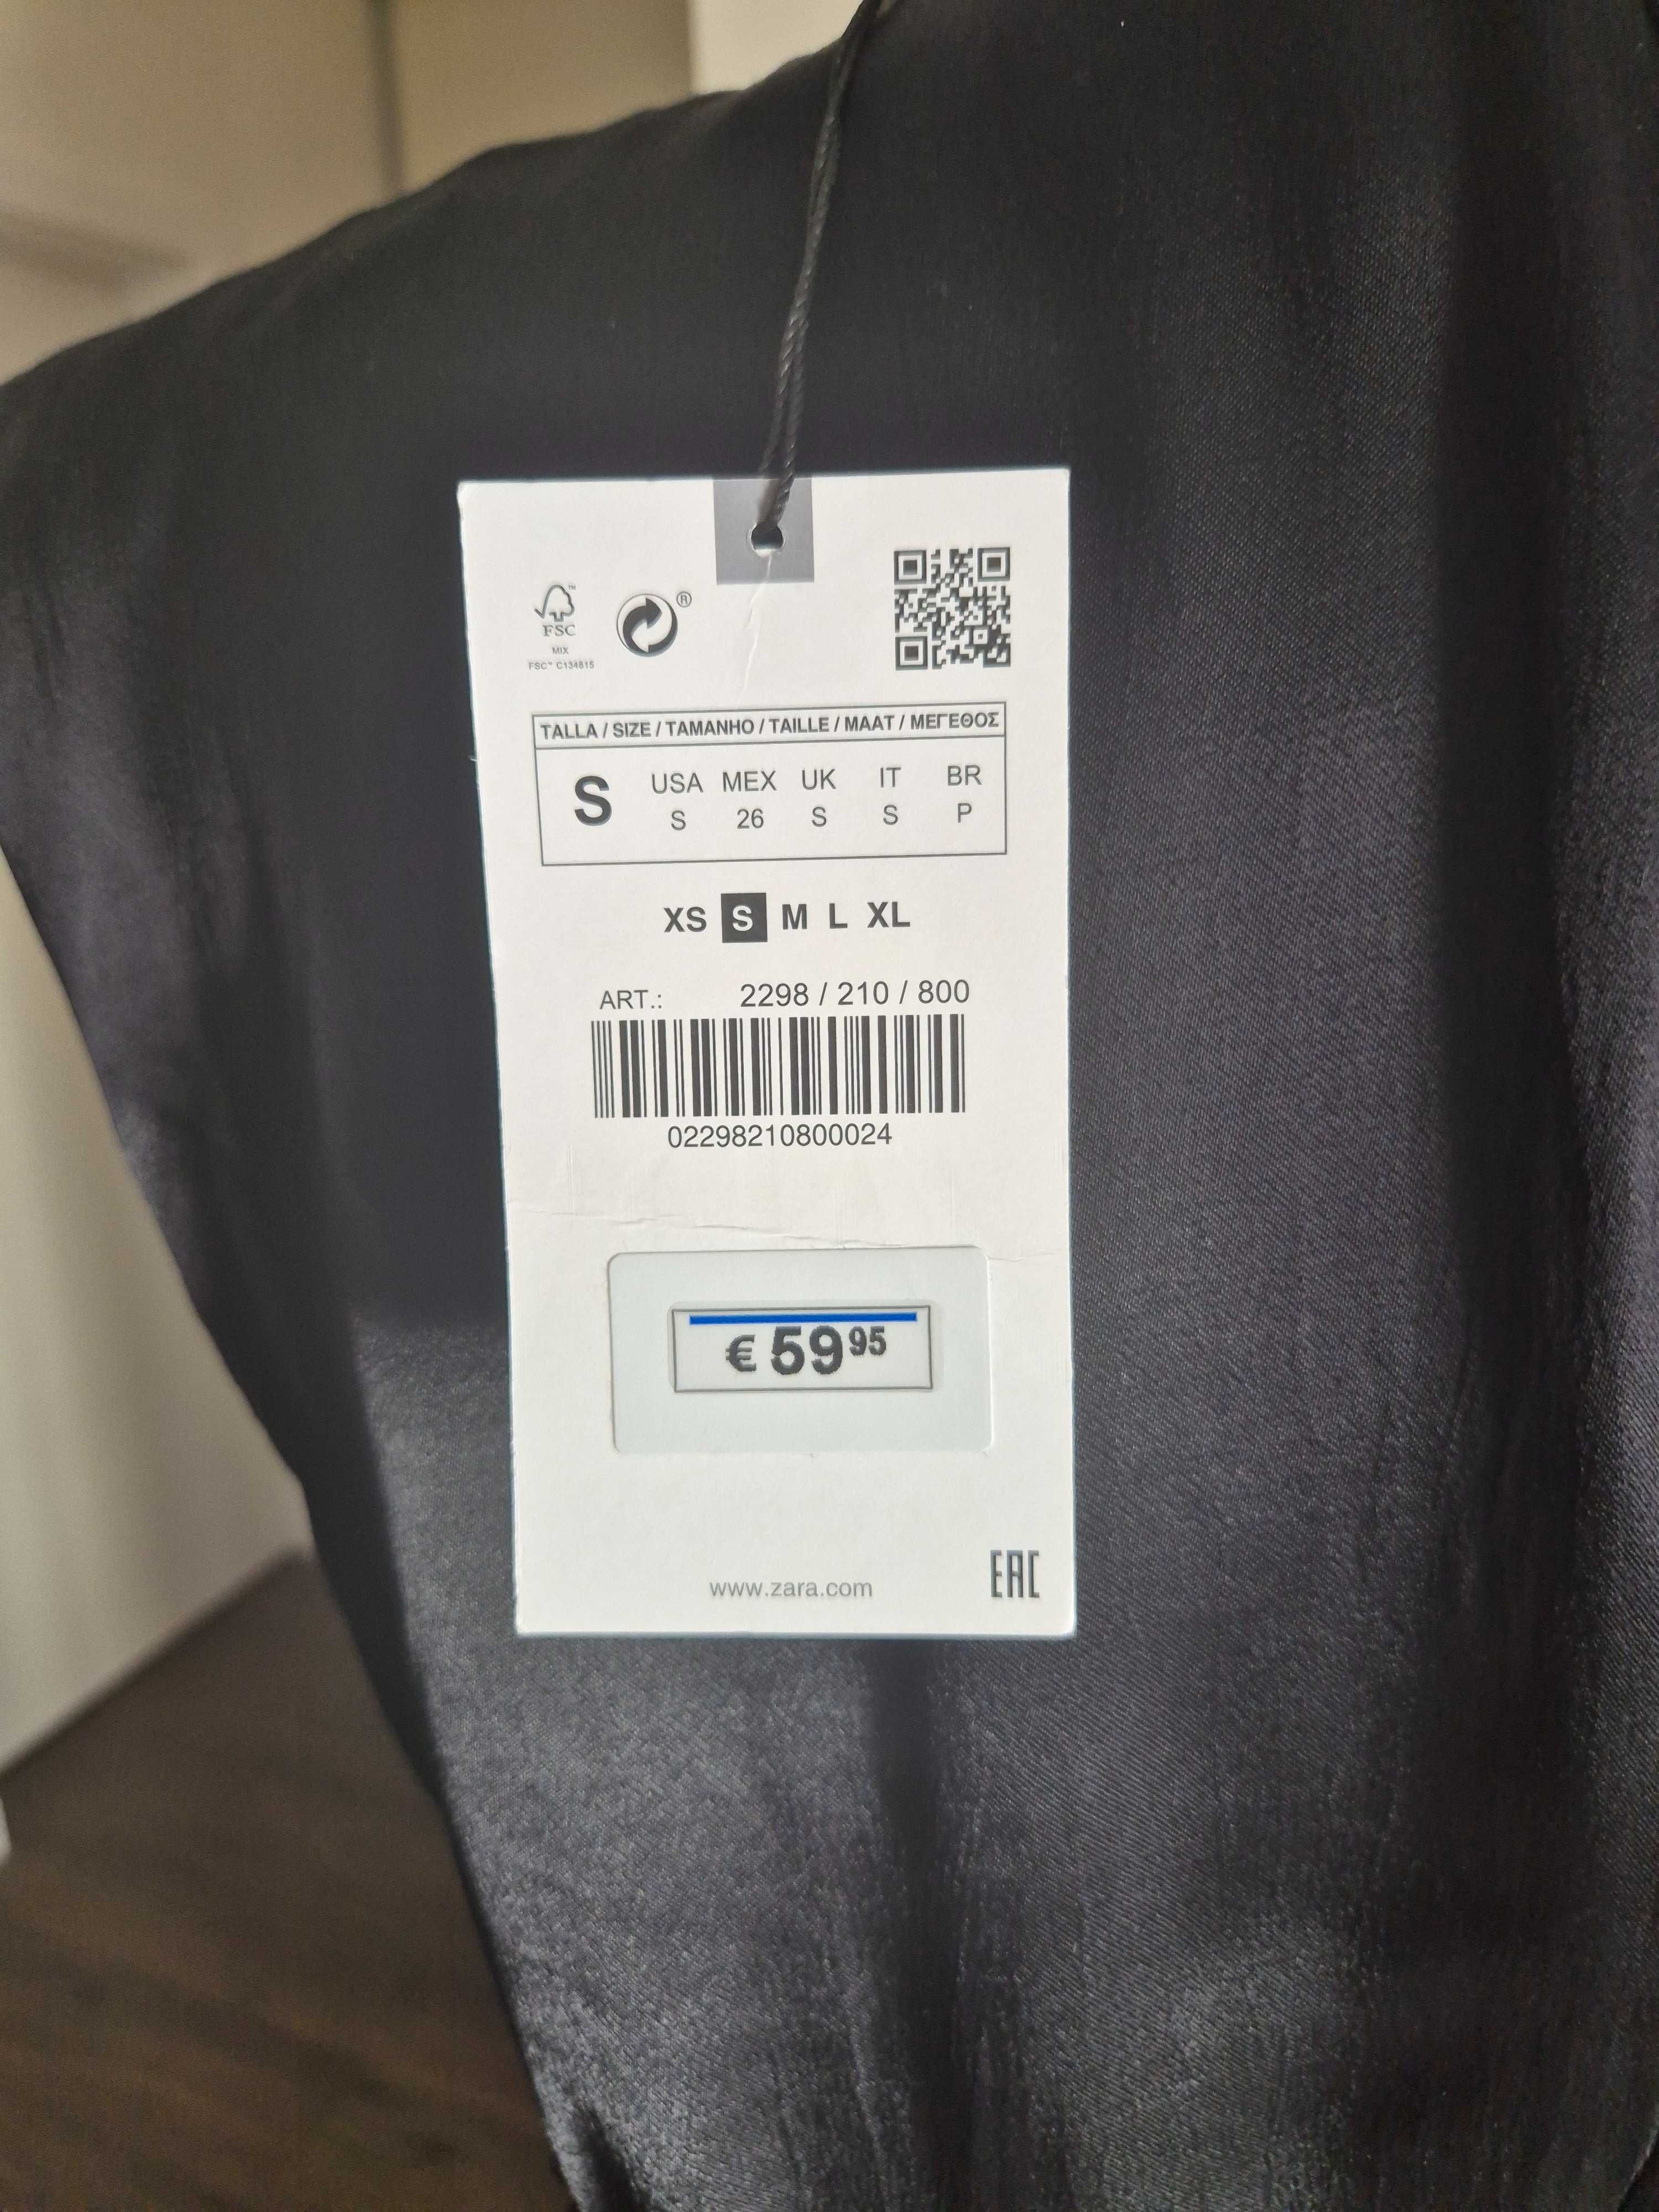 FSC
MIX
FSC™ C134815
®
TALLA / SIZE / TAMANHO / TAILLE / MAAT / ΜΕΓΕΘΟΣ
S
USA MEX UK IT BR
S 26 S S P
XS S M L XL
ART.: 2298 / 210 / 800
02298210800024
€ 59 95
www.zara.com
EAC